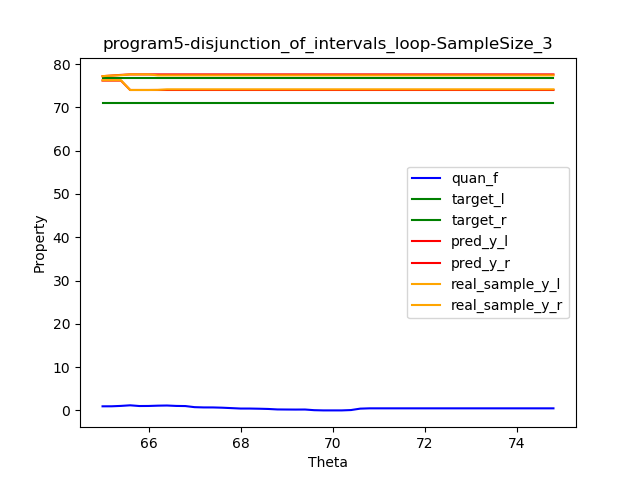 program5-disjunction_of_intervals_loop-SampleSize_3
80
70
60
50
40
30
20
10
0
Property
quan_f
target_l
target_r
pred_y_l
pred_y_r
real_sample_y_l
real_sample_y_r
66 68 70 72 74
Theta